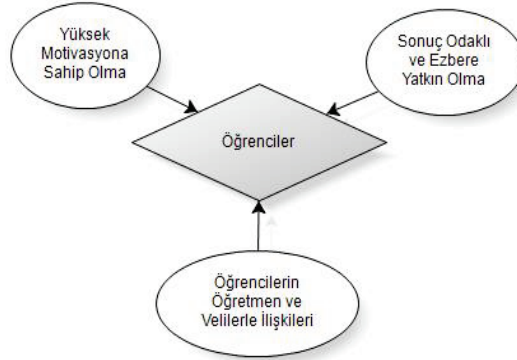 Yüksek
Motivasyona
Sahip Olma
Sonuç Odaklı
ve Ezbere
Yatkın Olma
Öğrenciler
Öğrencilerin
Öğretmen ve
Velilerle İlişkileri